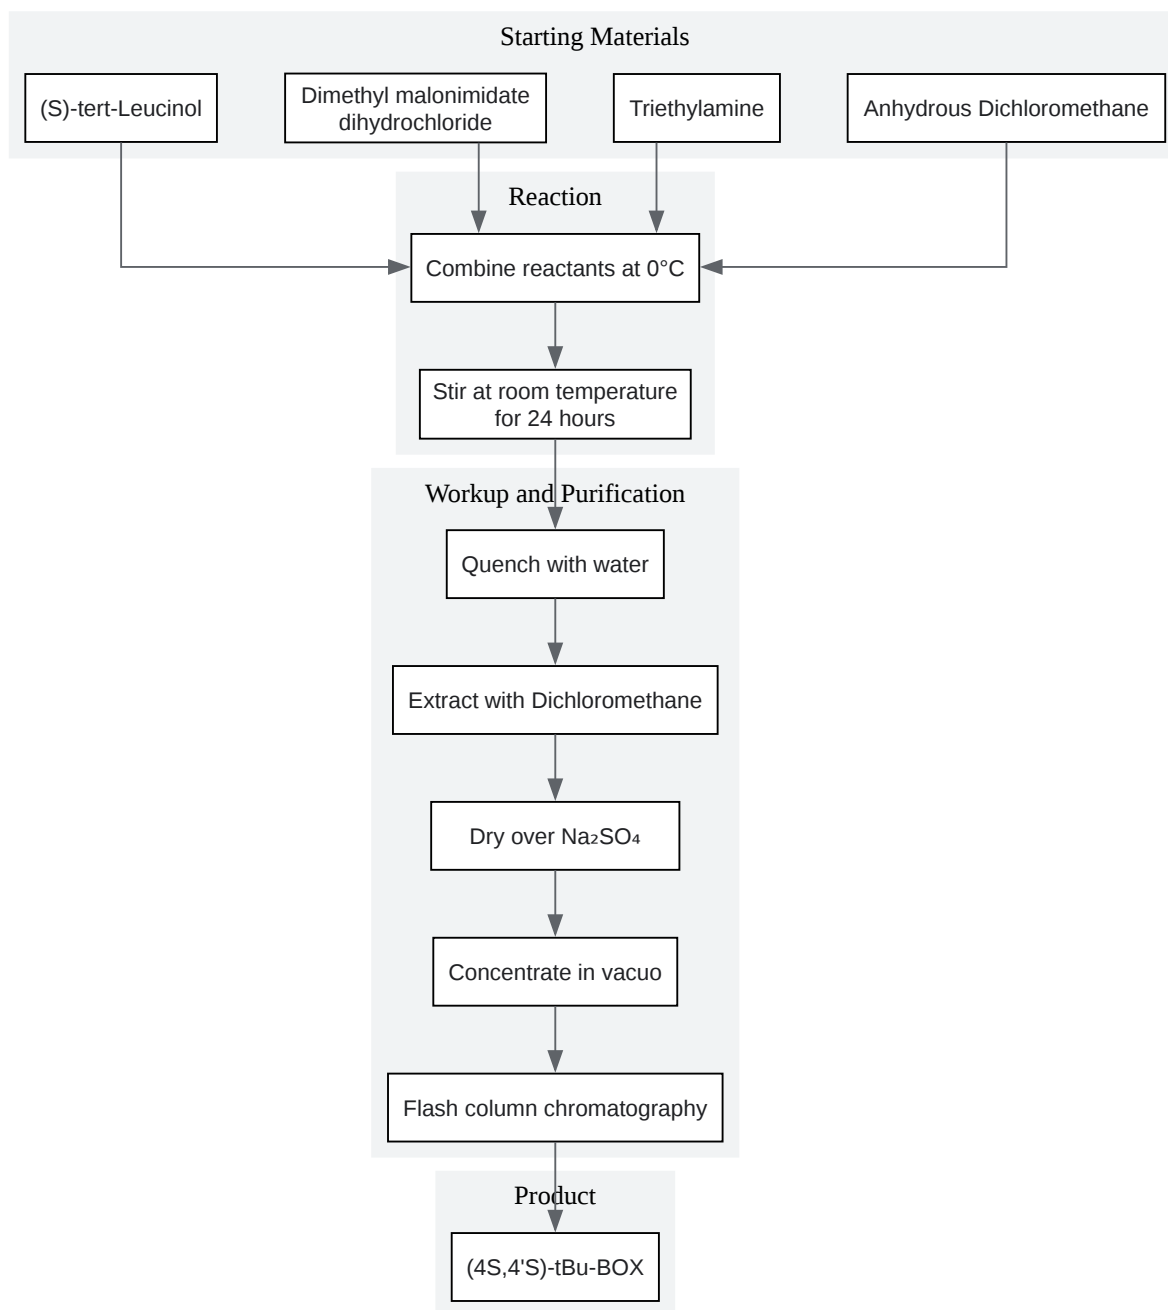 Starting Materials
(S)-tert-Leucinol
Dimethyl malonimidate
dihydrochloride
Triethylamine
Anhydrous Dichloromethane
Reaction
Combine reactants at 0°C
Stir at room temperature
for 24 hours
Workup and Purification
Quench with water
Extract with Dichloromethane
Dry over Na₂SO₄
Concentrate in vacuo
Flash column chromatography
Product
(4S,4'S)-tBu-BOX